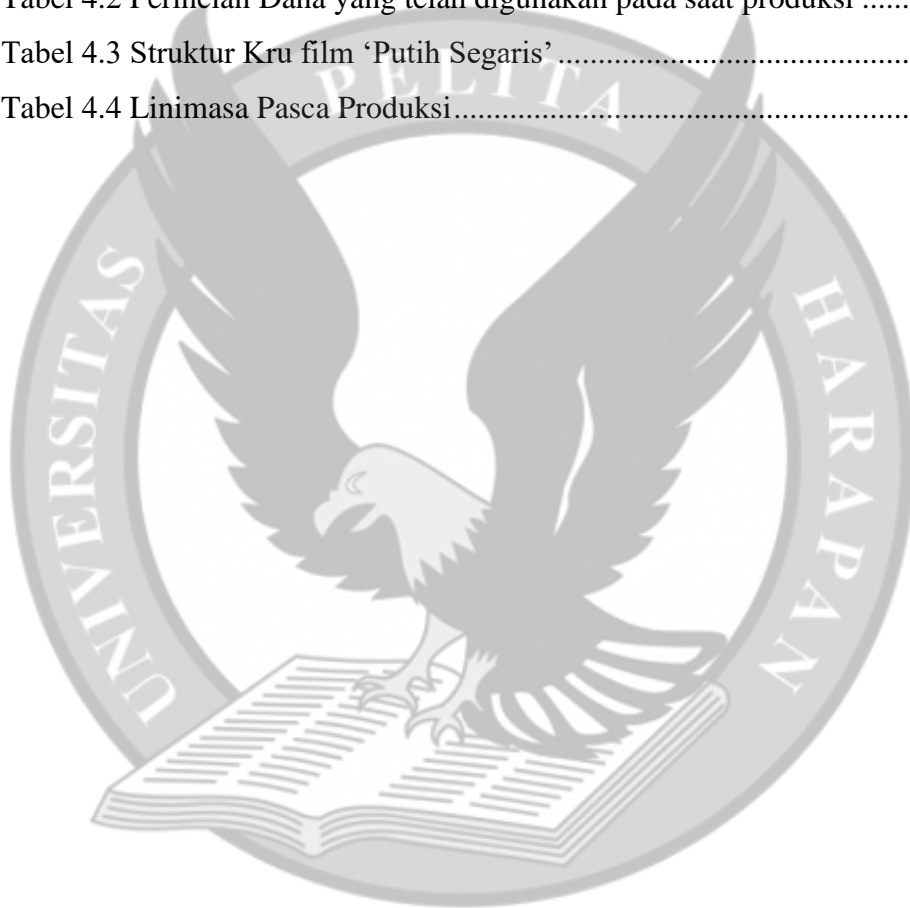 Tabel 4.2 Perincian Dana yang telah digunakan pada saat produksi ......
Tabel 4.3 Struktur Kru film ‘Putih Segaris’ ............................................
Tabel 4.4 Linimasa Pasca Produksi..........................................................
UNIVERSITAS PELITA HARAPAN